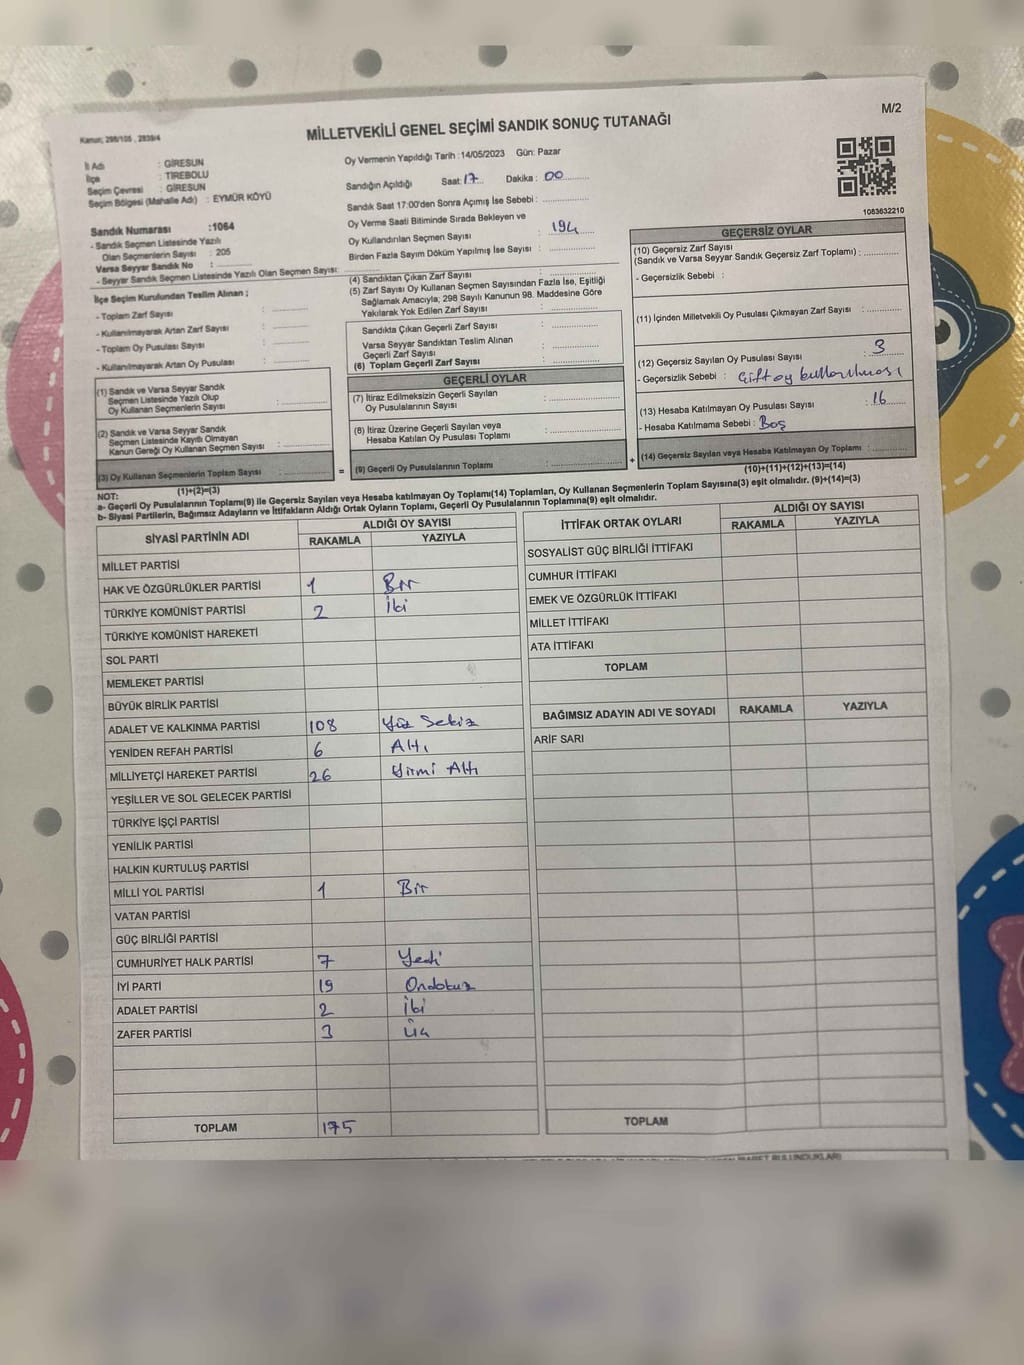 M/2
Kanun; 298/105 , 2839/4
MİLLETVEKİLİ GENEL SEÇİMİ SANDIK SONUÇ TUTANAĞI
İl Adı : GİRESUN
İlçe : TİREBOLU
Seçim Çevresi : GİRESUN
Seçim Bölgesi (Mahalle Adı) : EYMÜR KÖYÜ
Sandık Numarası :1064
- Sandık Seçmen Listesinde Yazılı
Olan Seçmenlerin Sayısı : 205
Varsa Seyyar Sandık No :
- Seyyar Sandık Seçmen Listesinde Yazılı Olan Seçmen Sayısı:
Oy Vermenin Yapıldığı Tarih :14/05/2023 Gün: Pazar
Sandığın Açıldığı Saat: 17 Dakika : 00
Sandık Saat 17:00'den Sonra Açımış İse Sebebi :
Oy Verme Saati Bitiminde Sırada Bekleyen ve
Oy Kullandırılan Seçmen Sayısı : 194
Birden Fazla Sayım Döküm Yapılmış İse Sayısı :
1083632210
İlçe Seçim Kurulundan Teslim Alınan ;
- Toplam Zarf Sayısı :
- Kullanılmayarak Artan Zarf Sayısı :
- Toplam Oy Pusulası Sayısı :
- Kullanılmayarak Artan Oy Pusulası :
(1) Sandık ve Varsa Seyyar Sandık
Seçmen Listesinde Yazılı Olup
Oy Kullanan Seçmenlerin Sayısı :
(2) Sandık ve Varsa Seyyar Sandık
Seçmen Listesinde Kayıtlı Olmayan
Kanun Gereği Oy Kullanan Seçmen Sayısı :
(3) Oy Kullanan Seçmenlerin Toplam Sayısı :
(1)+(2)=(3)
(4) Sandıktan Çıkan Zarf Sayısı :
(5) Zarf Sayısı Oy Kullanan Seçmen Sayısından Fazla İse, Eşitliği
Sağlamak Amacıyla; 298 Sayılı Kanunun 98. Maddesine Göre
Yakılarak Yok Edilen Zarf Sayısı :
Sandıkta Çıkan Geçerli Zarf Sayısı :
Varsa Seyyar Sandıktan Teslim Alınan
Geçerli Zarf Sayısı :
(6) Toplam Geçerli Zarf Sayısı :
GEÇERLİ OYLAR
(7) İtiraz Edilmeksizin Geçerli Sayılan
Oy Pusulalarının Sayısı :
(8) İtiraz Üzerine Geçerli Sayılan veya
Hesaba Katılan Oy Pusulası Toplamı :
= (9) Geçerli Oy Pusulalarının Toplamı :
GEÇERSİZ OYLAR
(10) Geçersiz Zarf Sayısı
(Sandık ve Varsa Seyyar Sandık Geçersiz Zarf Toplamı) :
- Geçersizlik Sebebi :
(11) İçinden Milletvekili Oy Pusulası Çıkmayan Zarf Sayısı :
(12) Geçersiz Sayılan Oy Pusulası Sayısı : 3
- Geçersizlik Sebebi : Çift oy kullanılması
(13) Hesaba Katılmayan Oy Pusulası Sayısı : 16
- Hesaba Katılmama Sebebi : Boş
+ (14) Geçersiz Sayılan veya Hesaba Katılmayan Oy Toplamı :
(10)+(11)+(12)+(13)=(14)
NOT:
a- Geçerli Oy Pusulalarının Toplamı(9) ile Geçersiz Sayılan veya Hesaba katılmayan Oy Toplamı(14) Toplamları, Oy Kullanan Seçmenlerin Toplam Sayısına(3) eşit olmalıdır. (9)+(14)=(3)
b- Siyasi Partilerin, Bağımsız Adayların ve İttifakların Aldığı Ortak Oyların Toplamı, Geçerli Oy Pusulalarının Toplamına(9) eşit olmalıdır.
SİYASİ PARTİNİN ADI ALDIĞI OY SAYISI
RAKAMLA YAZIYLA
MİLLET PARTİSİ
HAK VE ÖZGÜRLÜKLER PARTİSİ 1 Bir
TÜRKİYE KOMÜNİST PARTİSİ 2 İki
TÜRKİYE KOMÜNİST HAREKETİ
SOL PARTİ
MEMLEKET PARTİSİ
BÜYÜK BİRLİK PARTİSİ
ADALET VE KALKINMA PARTİSİ 108 Yüz Sekiz
YENİDEN REFAH PARTİSİ 6 Altı
MİLLİYETÇİ HAREKET PARTİSİ 26 Yirmi Altı
YEŞİLLER VE SOL GELECEK PARTİSİ
TÜRKİYE İŞÇİ PARTİSİ
YENİLİK PARTİSİ
HALKIN KURTULUŞ PARTİSİ
MİLLİ YOL PARTİSİ 1 Bir
VATAN PARTİSİ
GÜÇ BİRLİĞİ PARTİSİ
CUMHURİYET HALK PARTİSİ 7 Yedi
İYİ PARTİ 19 Ondokuz
ADALET PARTİSİ 2 İki
ZAFER PARTİSİ 3 Üç
TOPLAM 175
İTTİFAK ORTAK OYLARI ALDIĞI OY SAYISI
RAKAMLA YAZIYLA
SOSYALİST GÜÇ BİRLİĞİ İTTİFAKI
CUMHUR İTTİFAKI
EMEK VE ÖZGÜRLÜK İTTİFAKI
MİLLET İTTİFAKI
ATA İTTİFAKI
TOPLAM
BAĞIMSIZ ADAYIN ADI VE SOYADI RAKAMLA YAZIYLA
ARİF SARI
TOPLAM